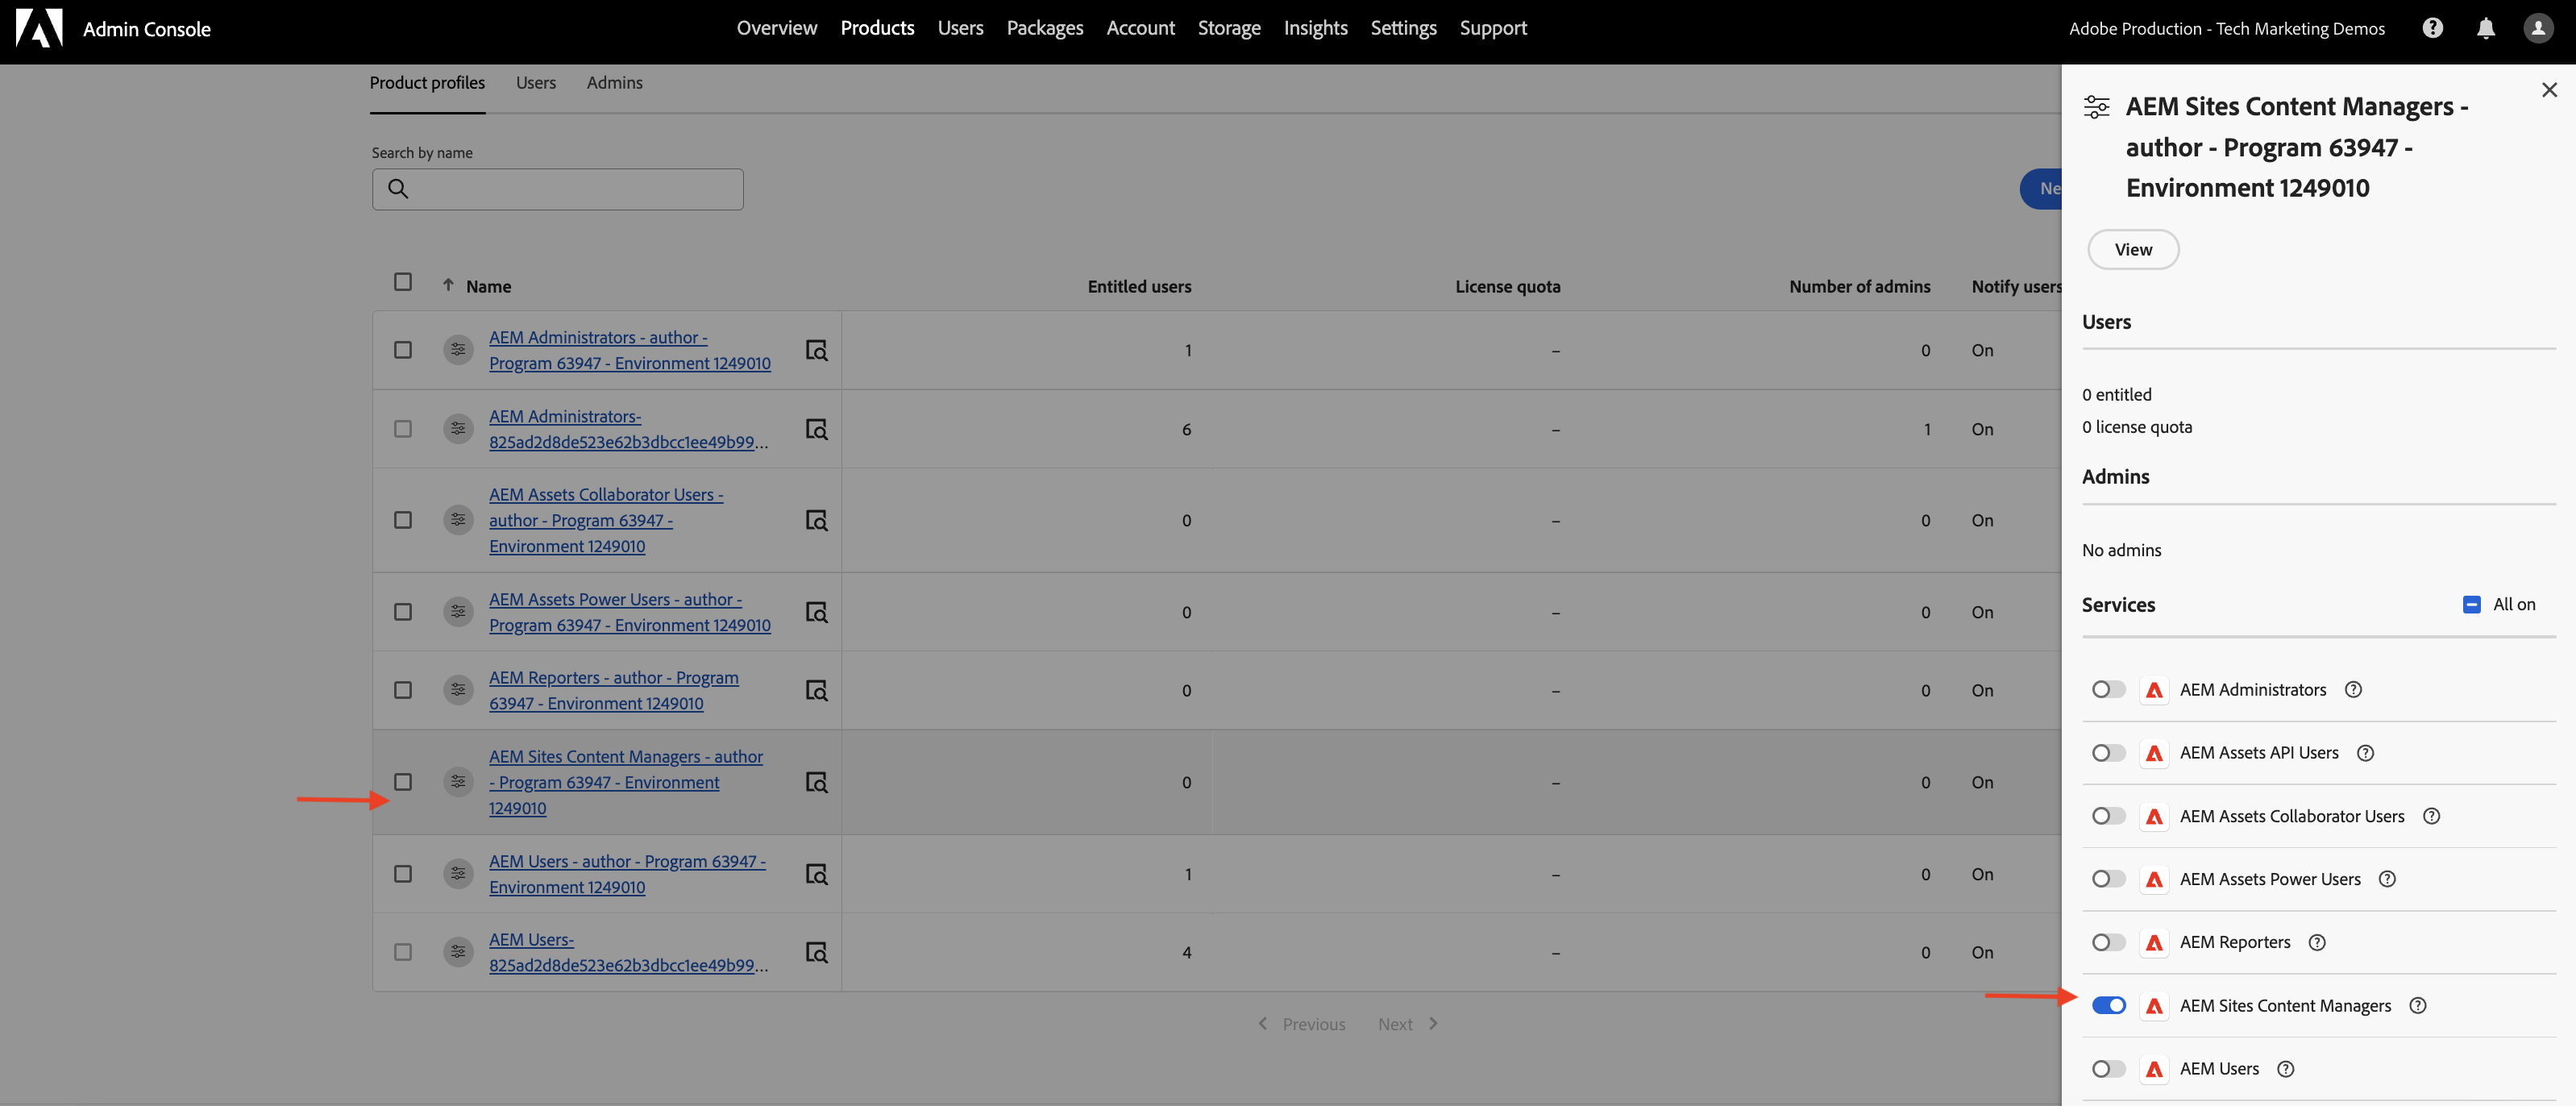 Admin Console
Overview Products Users Packages Account Storage Insights Settings Support
Adobe Production - Tech Marketing Demos
Product profiles Users Admins
Search by name
Ne
Name Entitled users License quota Number of admins Notify users
AEM Administrators - author -
Program 63947 - Environment 1249010
1 – 0 On
AEM Administrators-
825ad2d8de523e62b3dbcc1ee49b99...
6 – 1 On
AEM Assets Collaborator Users -
author - Program 63947 -
Environment 1249010
0 – 0 On
AEM Assets Power Users - author -
Program 63947 - Environment 1249010
0 – 0 On
AEM Reporters - author - Program
63947 - Environment 1249010
0 – 0 On
AEM Sites Content Managers - author
- Program 63947 - Environment
1249010
0 – 0 On
AEM Users - author - Program 63947 -
Environment 1249010
1 – 0 On
AEM Users-
825ad2d8de523e62b3dbcc1ee49b99...
4 – 0 On
Previous Next
AEM Sites Content Managers -
author - Program 63947 -
Environment 1249010
View
Users
0 entitled
0 license quota
Admins
No admins
Services All on
AEM Administrators
AEM Assets API Users
AEM Assets Collaborator Users
AEM Assets Power Users
AEM Reporters
AEM Sites Content Managers
AEM Users